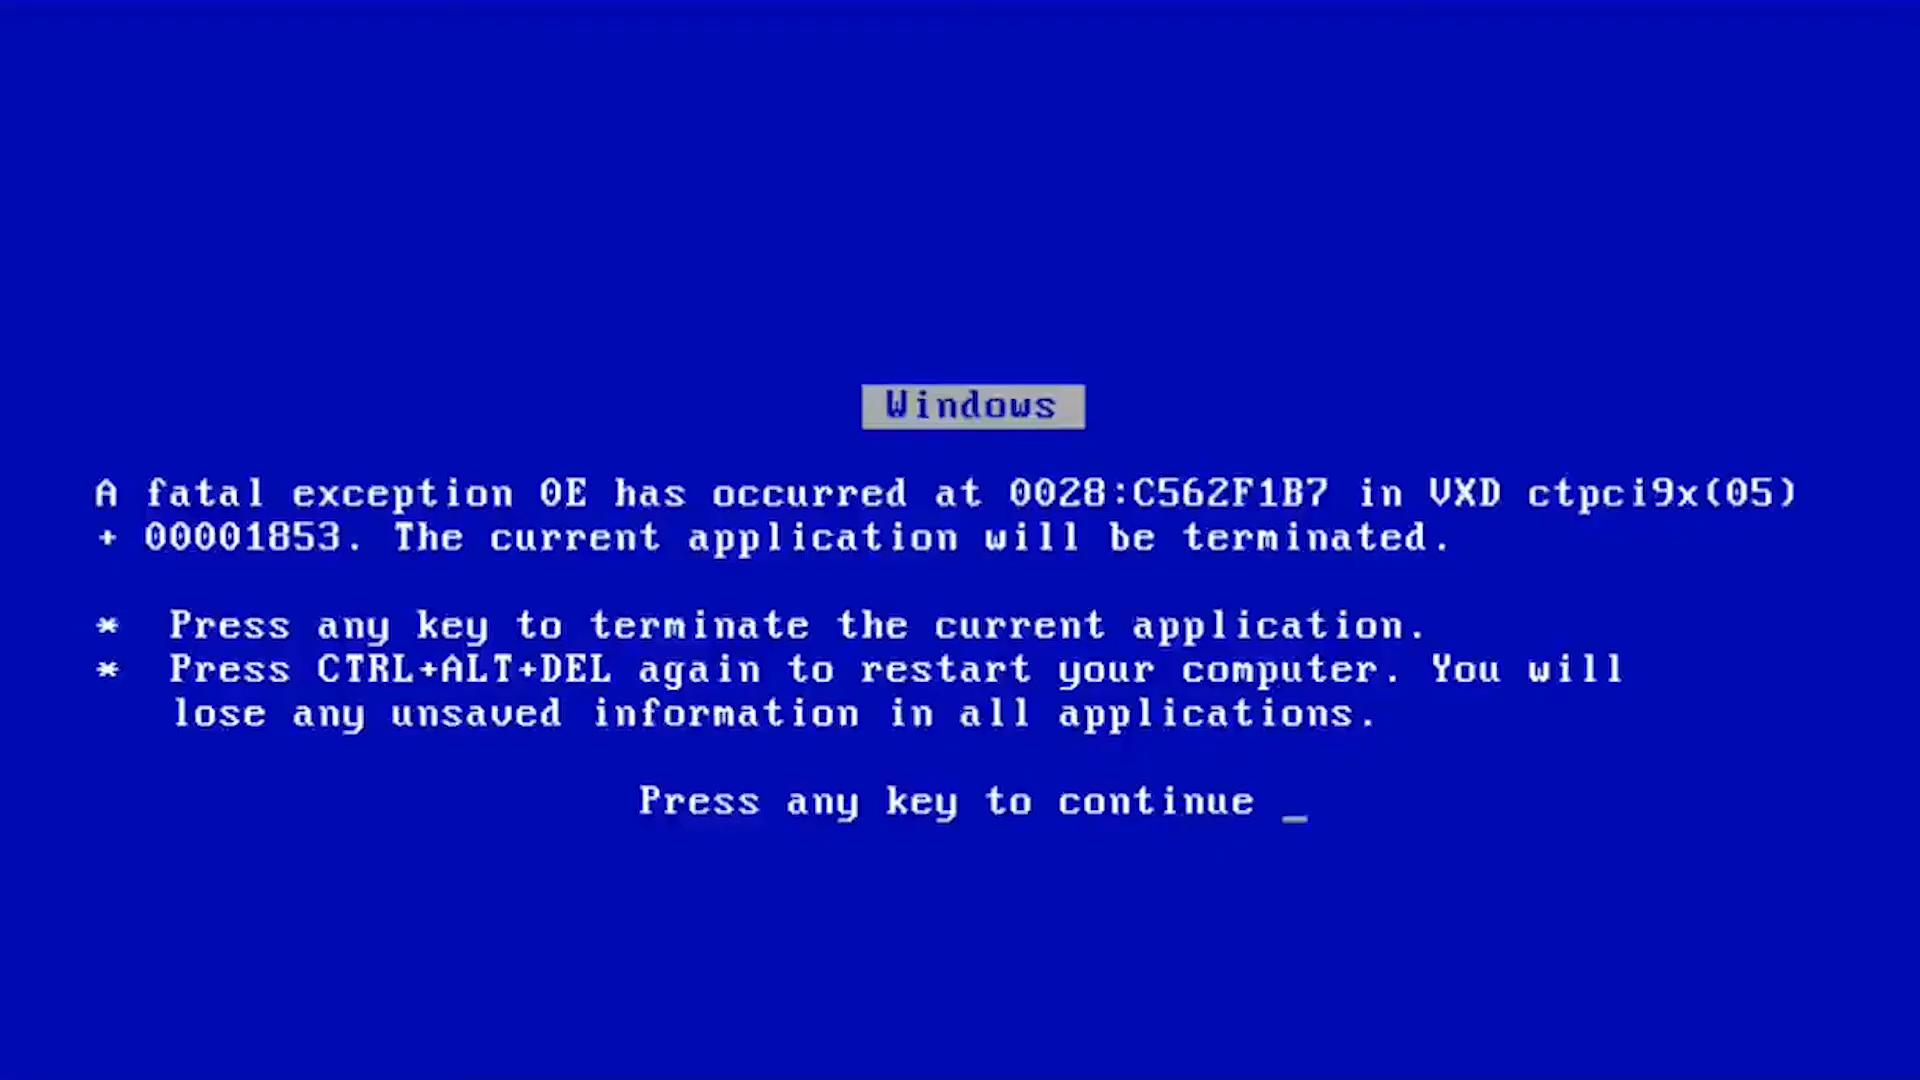 Windows
A fatal exception 0E has occurred at 0028:C562F1B7 in VXD ctpci9x(05)
+ 00001853. The current application will be terminated.
* Press any key to terminate the current application.
* Press CTRL+ALT+DEL again to restart your computer. You will
lose any unsaved information in all applications.
Press any key to continue _